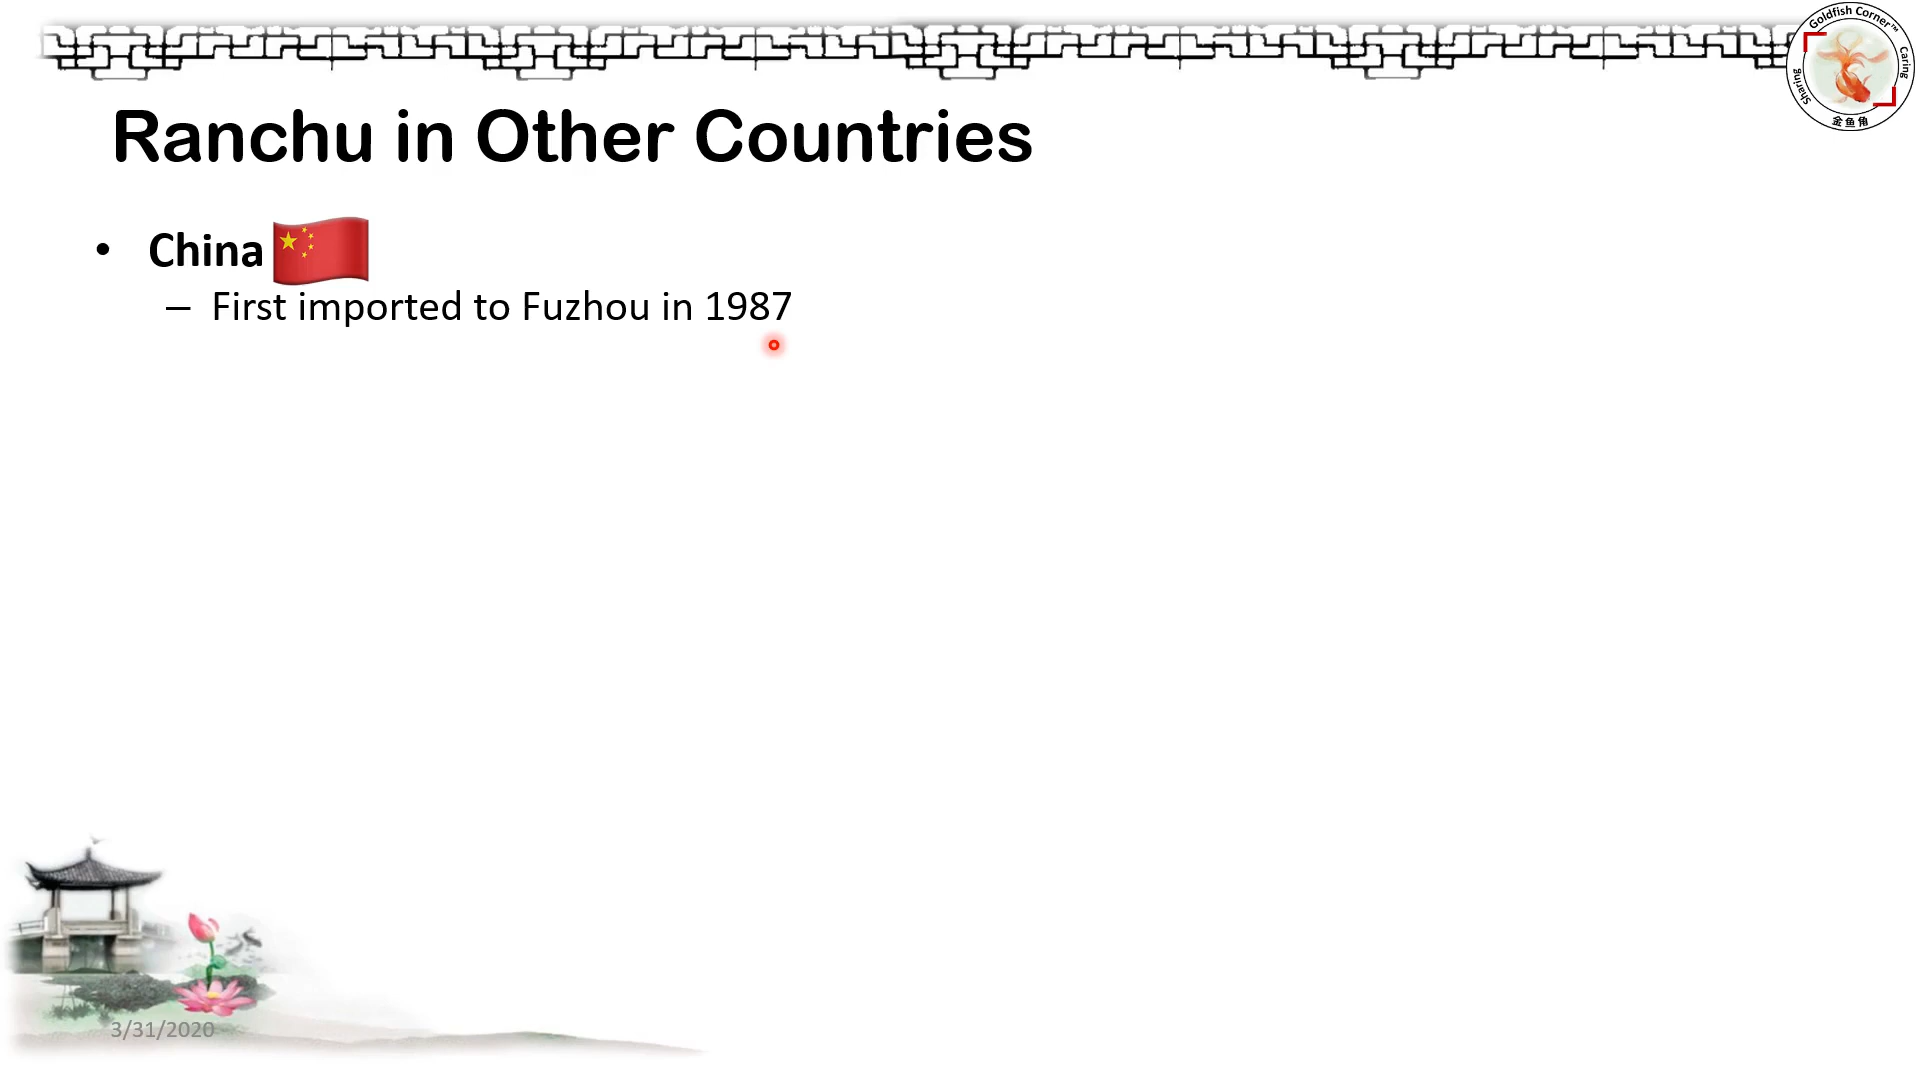 Goldfish Corner™
Caring
Sharing
金鱼角
Ranchu in Other Countries
• China
– First imported to Fuzhou in 1987
3/31/2020